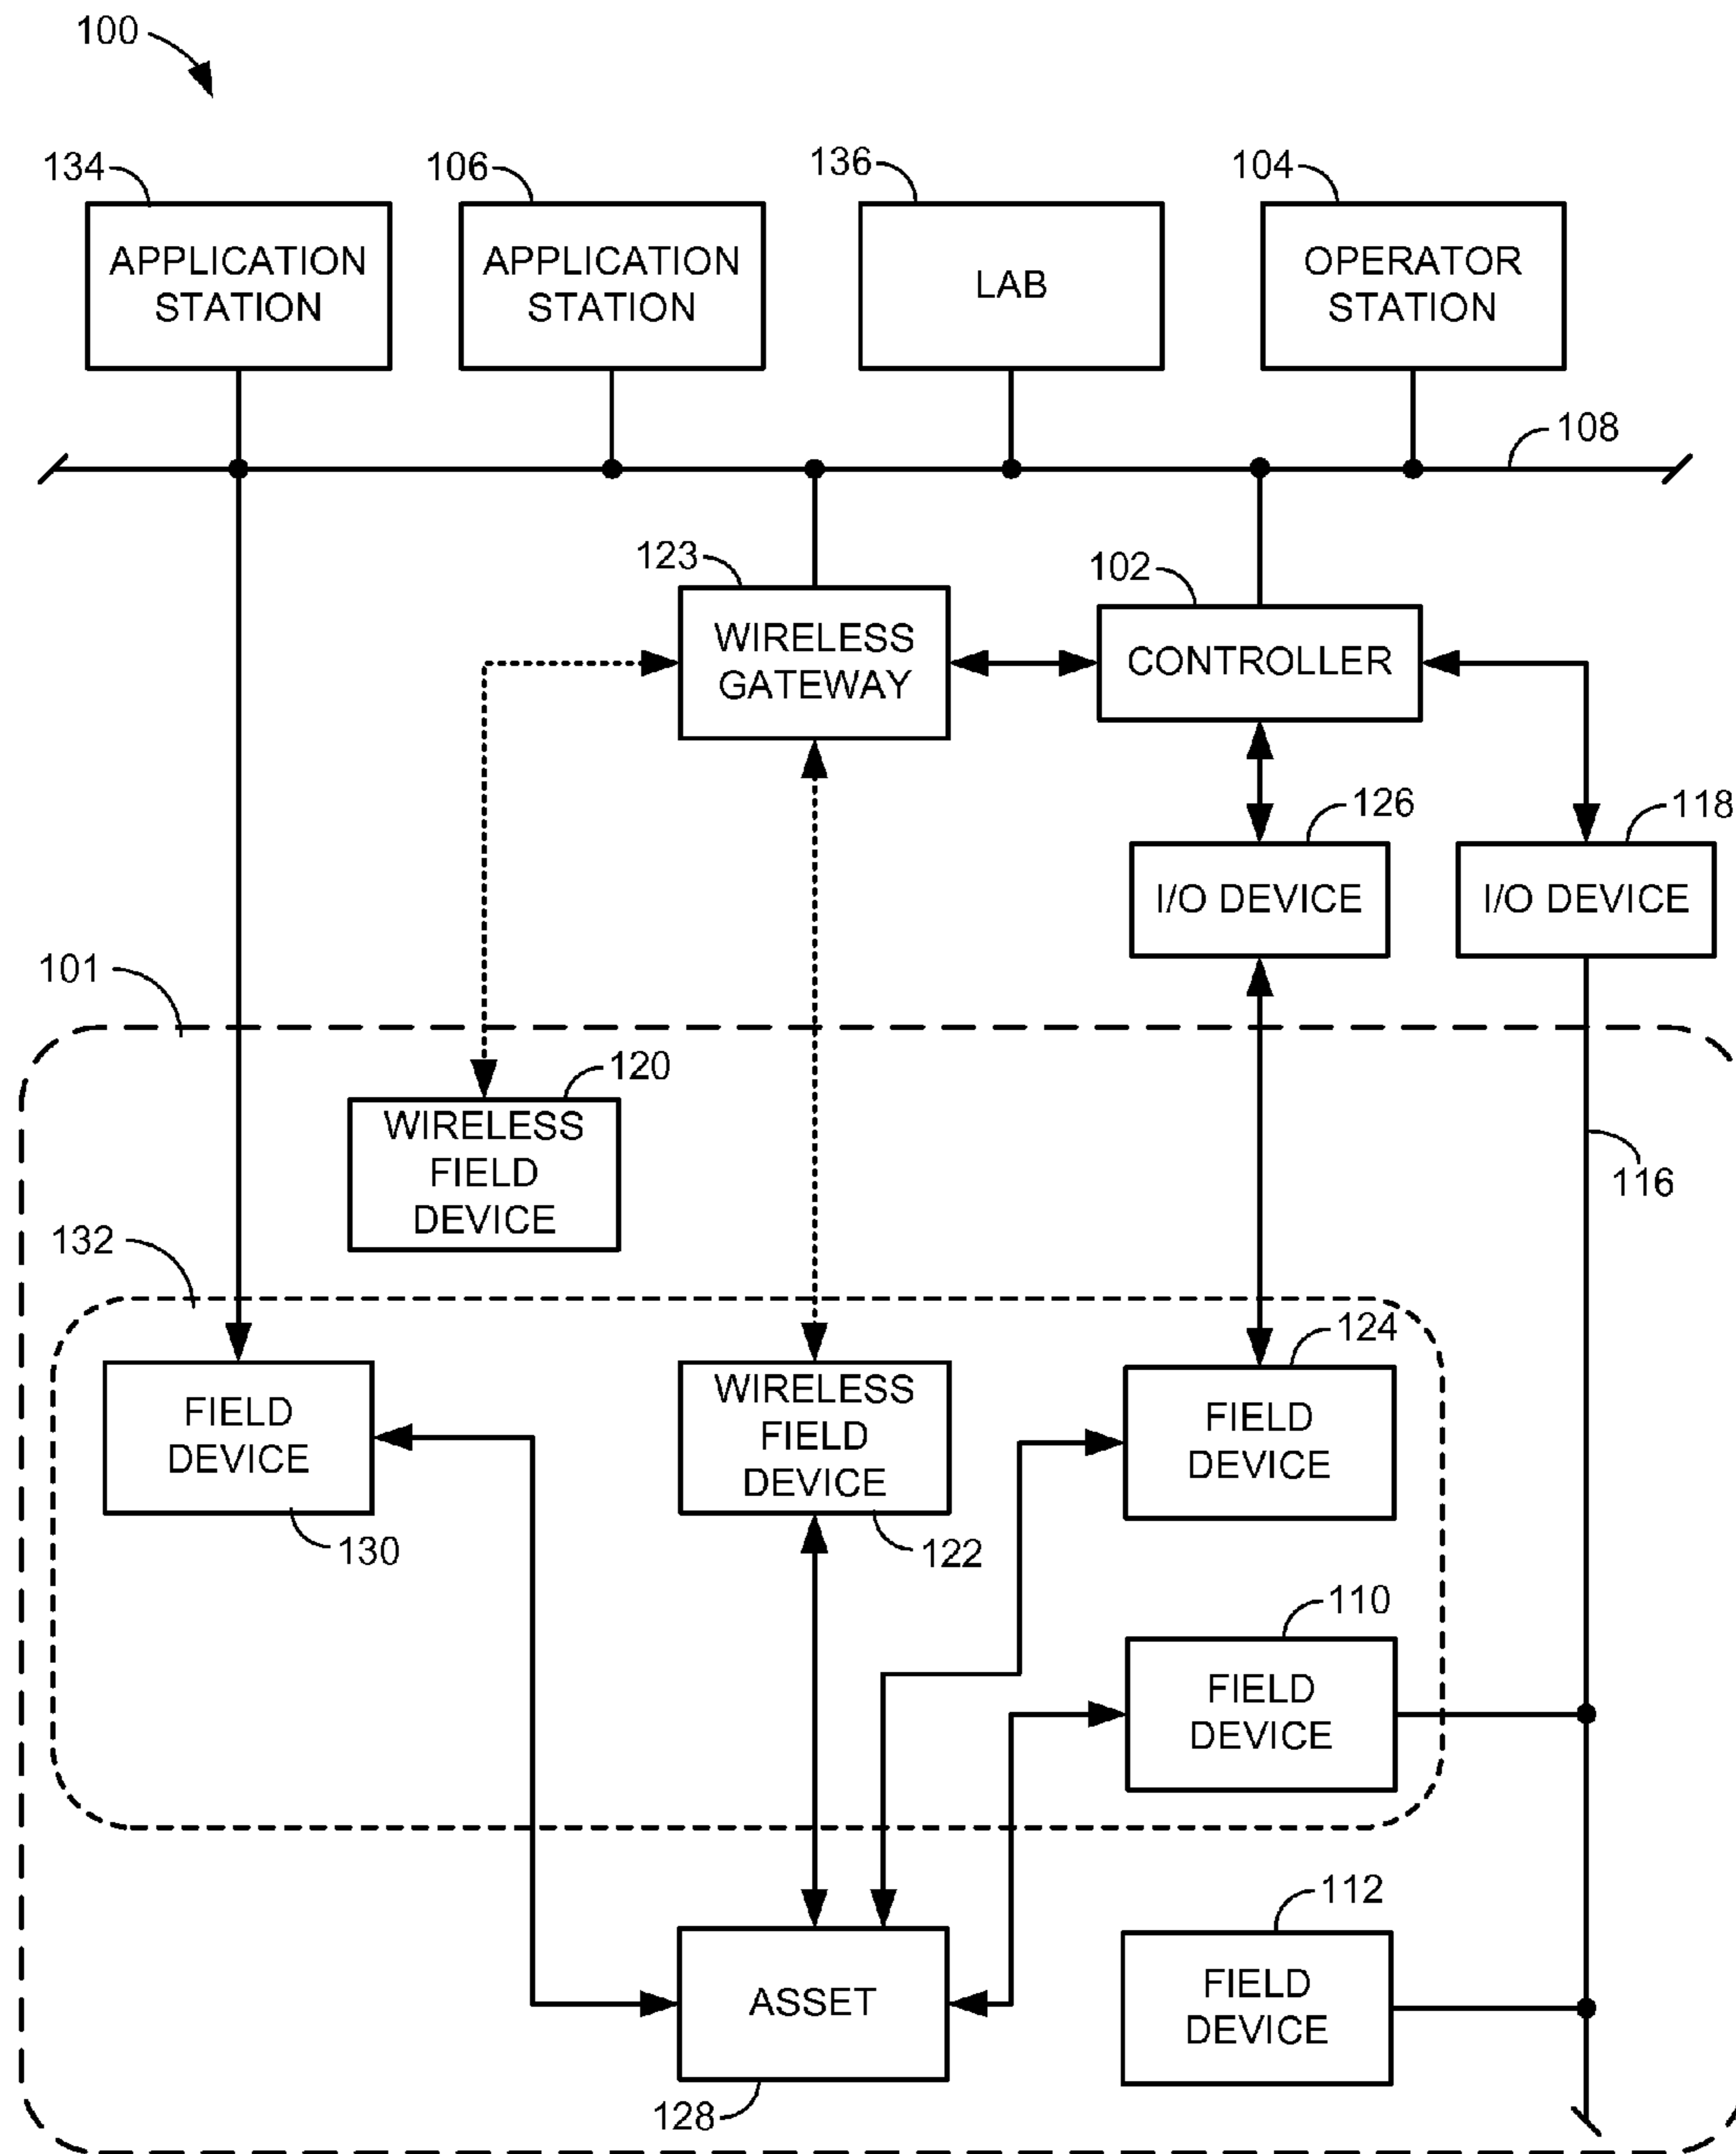 100
134
106
136
104
APPLICATION
STATION
APPLICATION
STATION
LAB
OPERATOR
STATION
108
123
102
WIRELESS
GATEWAY
CONTROLLER
126
118
I/O DEVICE
I/O DEVICE
101
120
WIRELESS
FIELD
DEVICE
116
132
124
FIELD
DEVICE
WIRELESS
FIELD
DEVICE
FIELD
DEVICE
130
122
110
FIELD
DEVICE
112
ASSET
FIELD
DEVICE
128